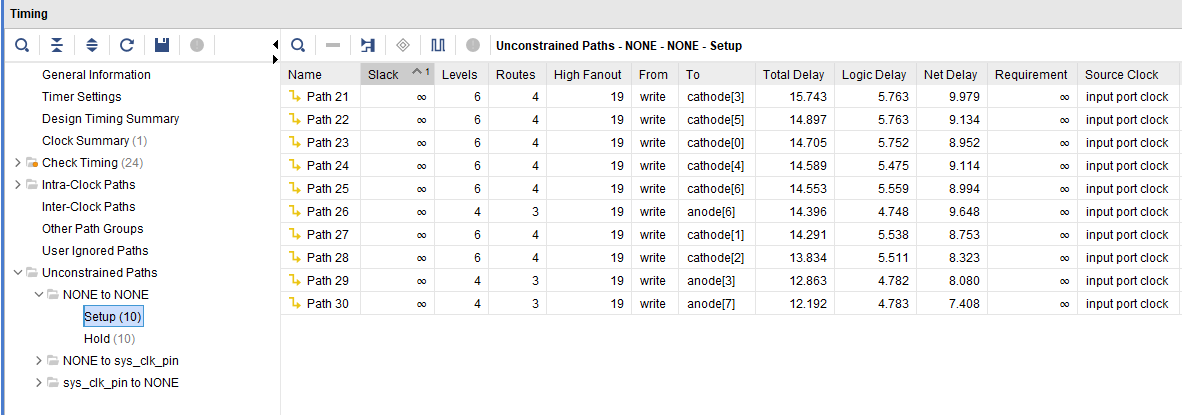 Timing
Unconstrained Paths - NONE - NONE - Setup
General Information
Timer Settings
Design Timing Summary
Clock Summary (1)
Check Timing (24)
Intra-Clock Paths
Inter-Clock Paths
Other Path Groups
User Ignored Paths
Unconstrained Paths
NONE to NONE
Setup (10)
Hold (10)
NONE to sys_clk_pin
sys_clk_pin to NONE
Name Slack 1 Levels Routes High Fanout From To Total Delay Logic Delay Net Delay Requirement Source Clock
Path 21 ∞ 6 4 19 write cathode[3] 15.743 5.763 9.979 ∞ input port clock
Path 22 ∞ 6 4 19 write cathode[5] 14.897 5.763 9.134 ∞ input port clock
Path 23 ∞ 6 4 19 write cathode[0] 14.705 5.752 8.952 ∞ input port clock
Path 24 ∞ 6 4 19 write cathode[4] 14.589 5.475 9.114 ∞ input port clock
Path 25 ∞ 6 4 19 write cathode[6] 14.553 5.559 8.994 ∞ input port clock
Path 26 ∞ 4 3 19 write anode[6] 14.396 4.748 9.648 ∞ input port clock
Path 27 ∞ 6 4 19 write cathode[1] 14.291 5.538 8.753 ∞ input port clock
Path 28 ∞ 6 4 19 write cathode[2] 13.834 5.511 8.323 ∞ input port clock
Path 29 ∞ 4 3 19 write anode[3] 12.863 4.782 8.080 ∞ input port clock
Path 30 ∞ 4 3 19 write anode[7] 12.192 4.783 7.408 ∞ input port clock